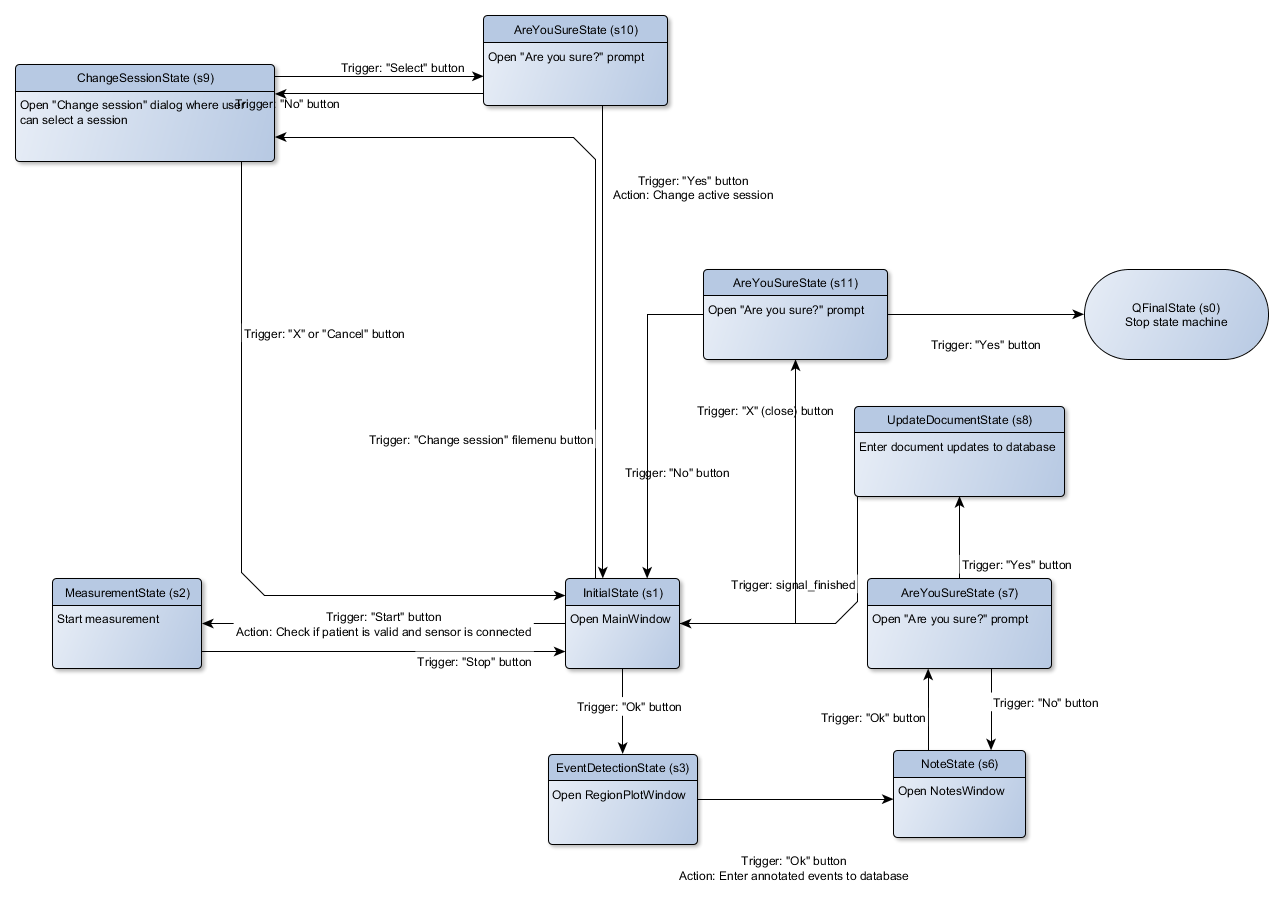 AreYouSureState (s10)
Open "Are you sure?" prompt
ChangeSessionState (s9)
Open "Change session" dialog where user
can select a session
Trigger: "Select" button
Trigger: "No" button
Trigger: "Yes" button
Action: Change active session
AreYouSureState (s11)
Open "Are you sure?" prompt
QFinalState (s0)
Stop state machine
Trigger: "Yes" button
Trigger: "X" or "Cancel" button
Trigger: "X" (close) button
UpdateDocumentState (s8)
Enter document updates to database
Trigger: "Change session" filemenu button
Trigger: "No" button
Trigger: "Yes" button
Trigger: signal_finished
MeasurementState (s2)
Start measurement
Trigger: "Start" button
Action: Check if patient is valid and sensor is connected
Trigger: "Stop" button
InitialState (s1)
Open MainWindow
AreYouSureState (s7)
Open "Are you sure?" prompt
Trigger: "Ok" button
Trigger: "Ok" button
Trigger: "No" button
EventDetectionState (s3)
Open RegionPlotWindow
NoteState (s6)
Open NotesWindow
Trigger: "Ok" button
Action: Enter annotated events to database